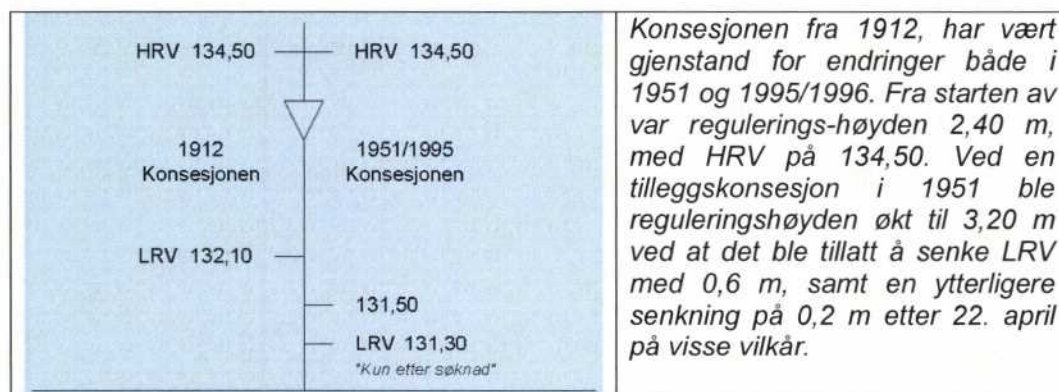 HRV 134,50 HRV 134,50
1912 1951/1995
Konsesjonen Konsesjonen
LRV 132,10
131,50
LRV 131,30
"Kun etter søknad"
Konsesjonen fra 1912, har vært
gjenstand for endringer både i
1951 og 1995/1996. Fra starten av
var regulerings-høyden 2,40 m,
med HRV på 134,50. Ved en
tilleggskonsesjon i 1951 ble
reguleringshøyden økt til 3,20 m
ved at det ble tillatt å senke LRV
med 0,6 m, samt en ytterligere
senkning på 0,2 m etter 22. april
på visse vilkår.